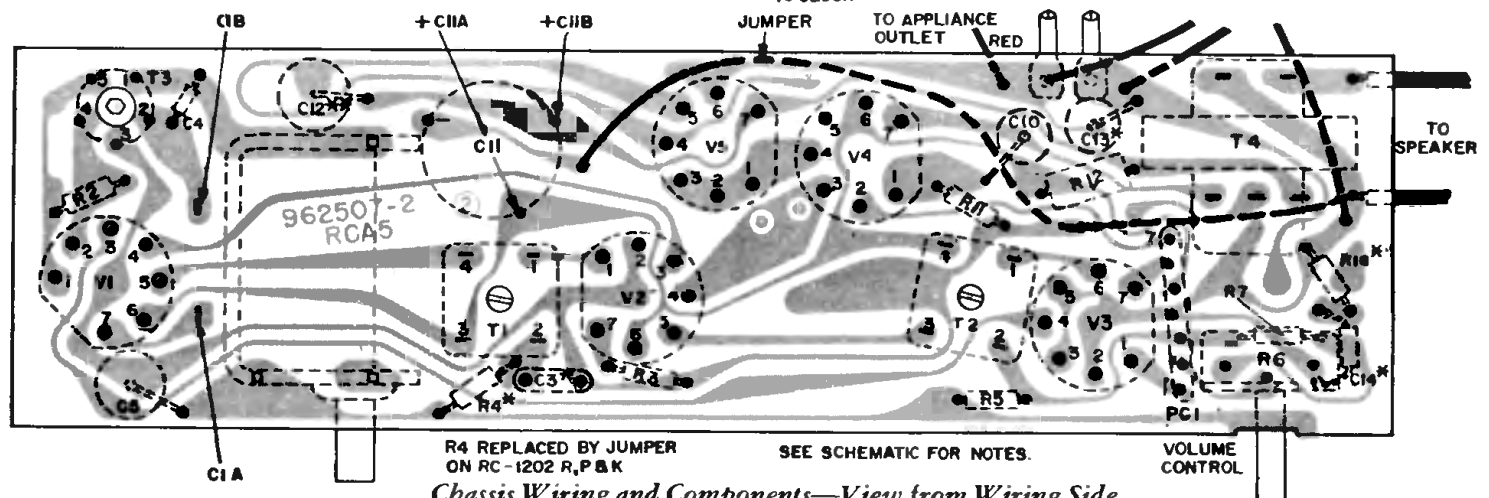 C1B
+C11A
+C11B
JUMPER
TO APPLIANCE
OUTLET
RED
TO
SPEAKER
T3
C4
C12**
C11
V5
V4
C10
C13*
T4
R2
R12
R11
962507-2
RCA5
2
V1
T1
V2
T2
V3
R7
R6
R4*
C3*
R5
PC1
C14*
C1A
R4 REPLACED BY JUMPER
ON RC-1202 R,P&K
SEE SCHEMATIC FOR NOTES.
VOLUME
CONTROL
Chassis Wiring and Components—View from Wiring Side